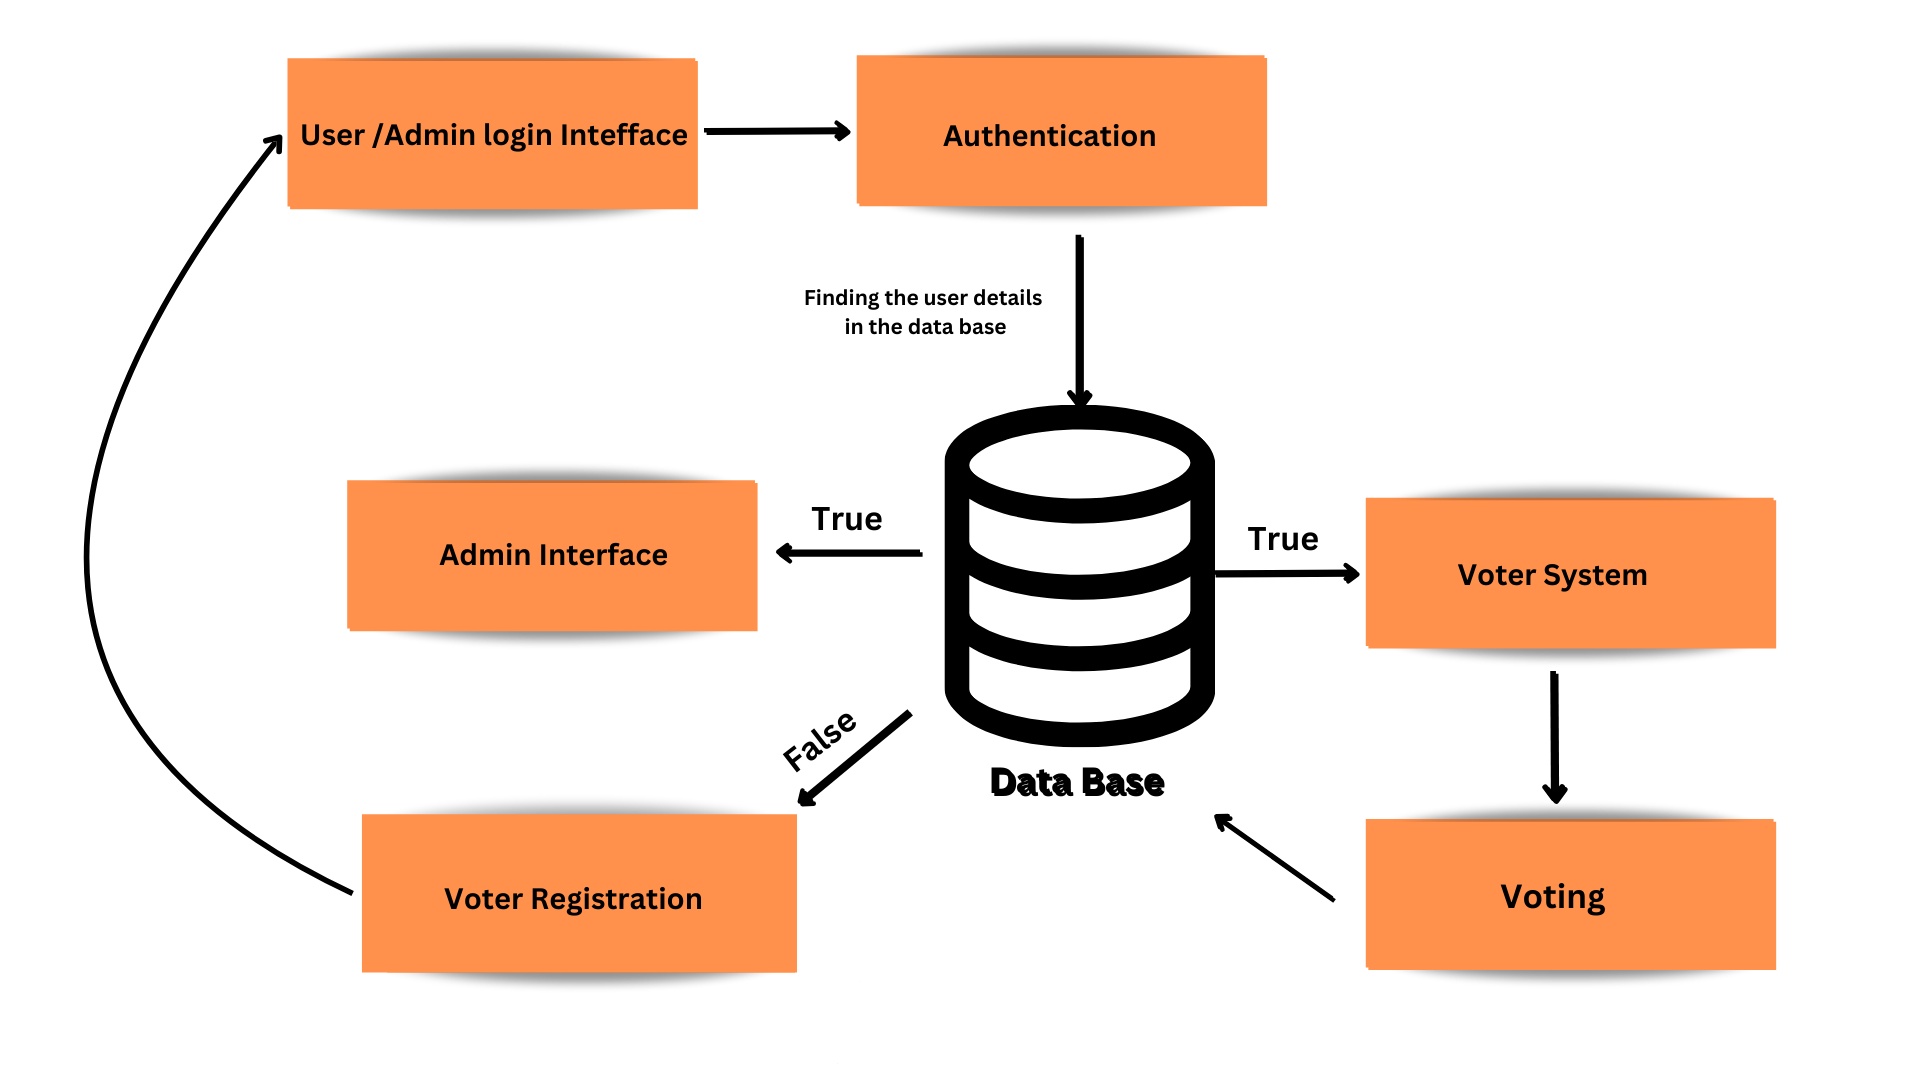 User /Admin login Intefface
Authentication
Finding the user details
in the data base
True
True
Admin Interface
Voter System
False
Data Base
Voter Registration
Voting